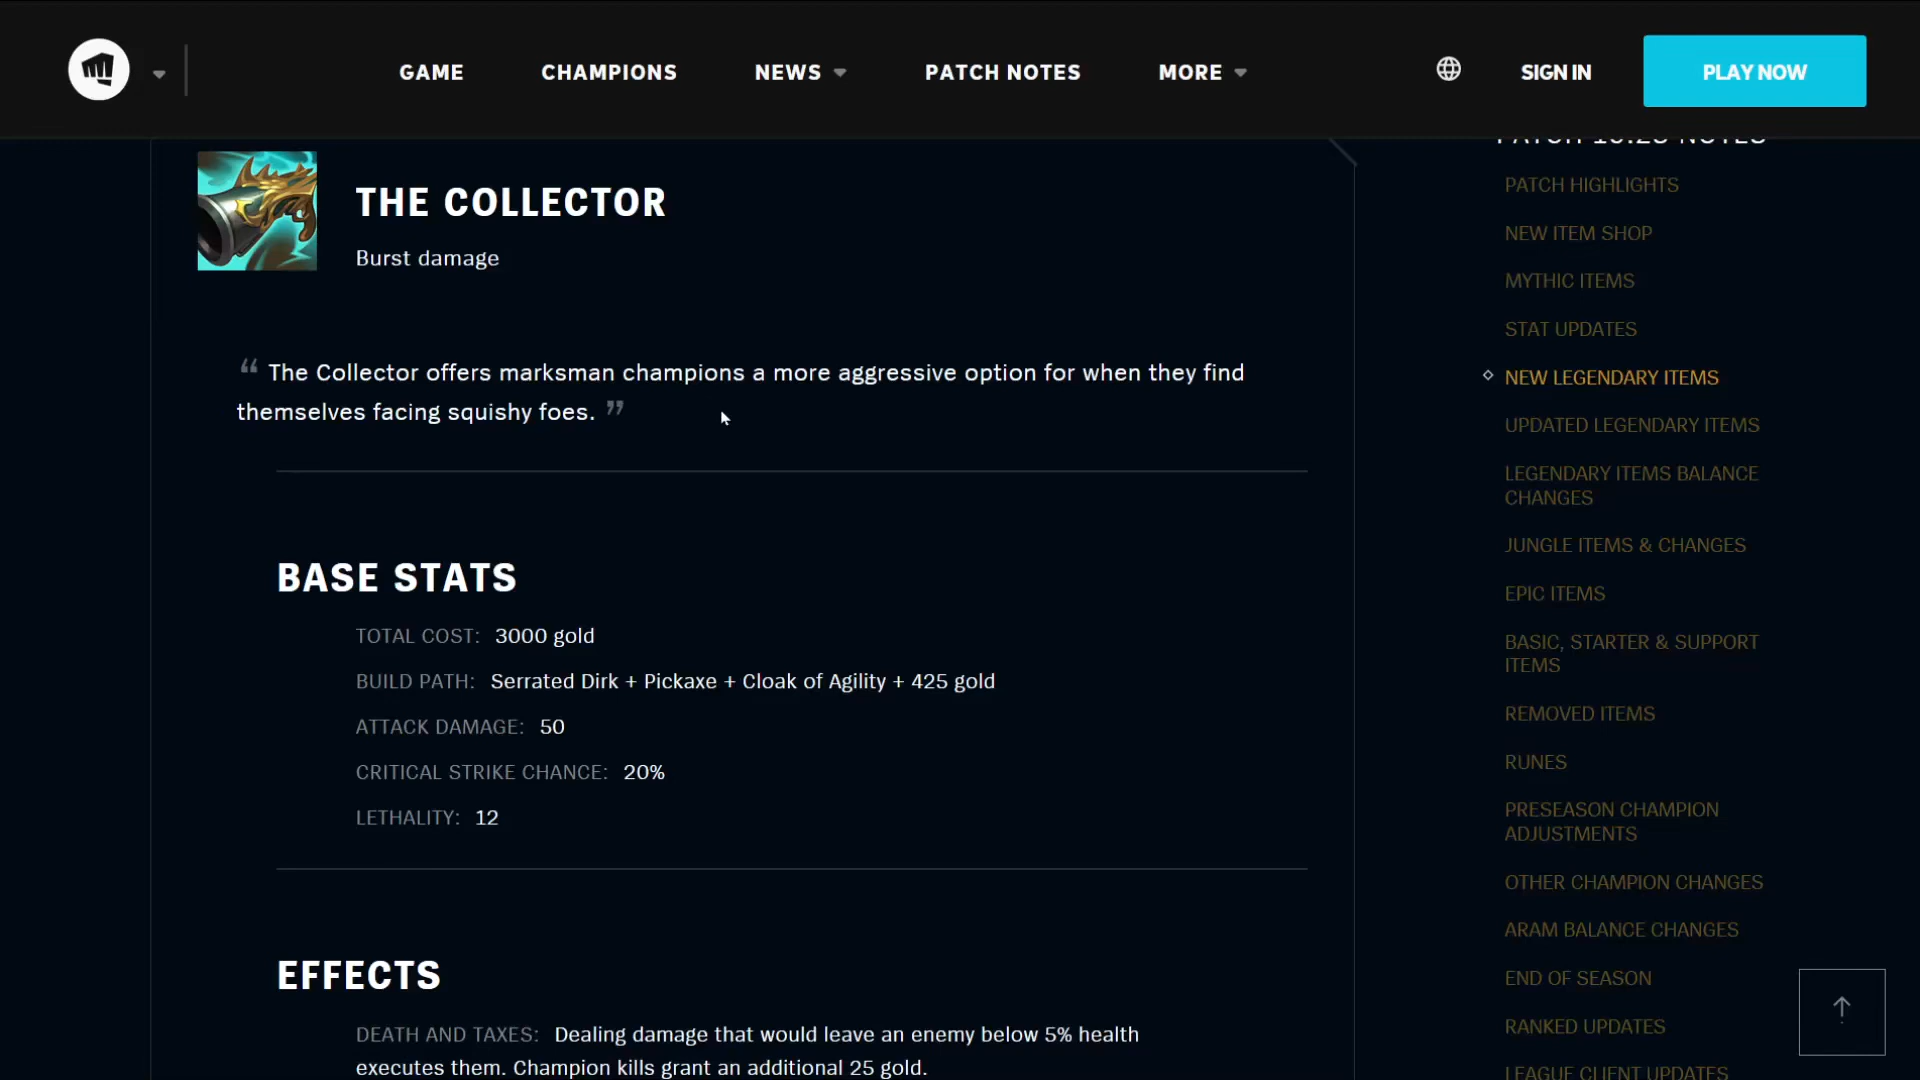 GAME
CHAMPIONS
NEWS
PATCH NOTES
MORE
SIGN IN
PLAY NOW
THE COLLECTOR
Burst damage
“ The Collector offers marksman champions a more aggressive option for when they find
themselves facing squishy foes. ”
BASE STATS
TOTAL COST: 3000 gold
BUILD PATH: Serrated Dirk + Pickaxe + Cloak of Agility + 425 gold
ATTACK DAMAGE: 50
CRITICAL STRIKE CHANCE: 20%
LETHALITY: 12
EFFECTS
DEATH AND TAXES: Dealing damage that would leave an enemy below 5% health
executes them. Champion kills grant an additional 25 gold.
PATCH 10.23 NOTES
PATCH HIGHLIGHTS
NEW ITEM SHOP
MYTHIC ITEMS
STAT UPDATES
NEW LEGENDARY ITEMS
UPDATED LEGENDARY ITEMS
LEGENDARY ITEMS BALANCE
CHANGES
JUNGLE ITEMS & CHANGES
EPIC ITEMS
BASIC, STARTER & SUPPORT
ITEMS
REMOVED ITEMS
RUNES
PRESEASON CHAMPION
ADJUSTMENTS
OTHER CHAMPION CHANGES
ARAM BALANCE CHANGES
END OF SEASON
RANKED UPDATES
LEAGUE CLIENT UPDATES